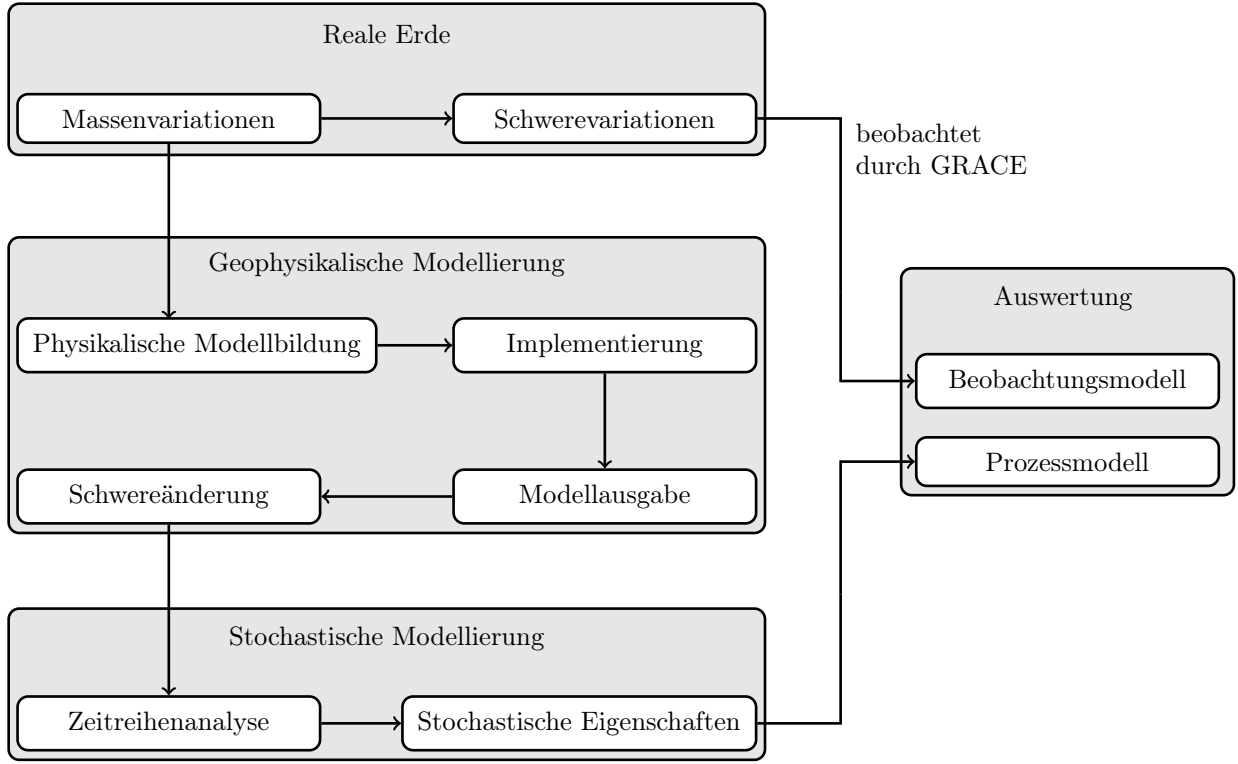 Reale Erde
Massenvariationen
Schwerevariationen
beobachtet
durch GRACE
Geophysikalische Modellierung
Physikalische Modellbildung
Implementierung
Schwereänderung
Modellausgabe
Auswertung
Beobachtungsmodell
Prozessmodell
Stochastische Modellierung
Zeitreihenanalyse
Stochastische Eigenschaften